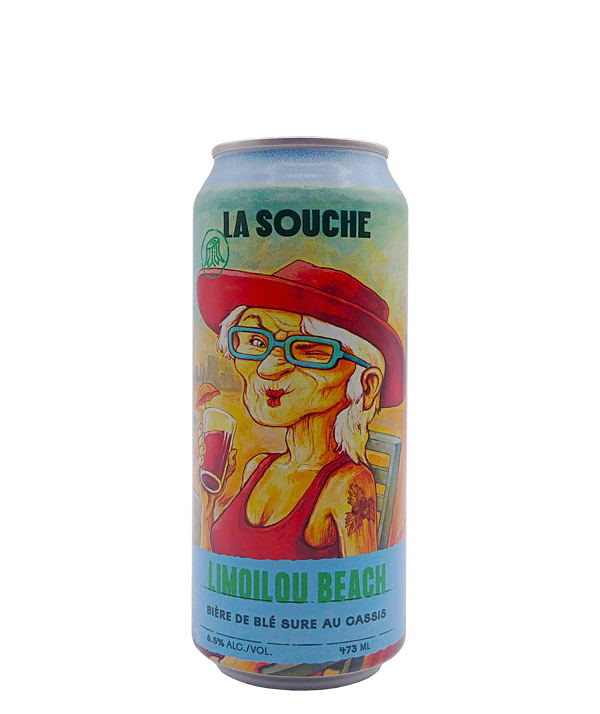 LA SOUCHE
LIMOILOU BEACH
BIÈRE DE BLÉ SURE AU CASSIS
6.5% ALC./VOL. 473 ML